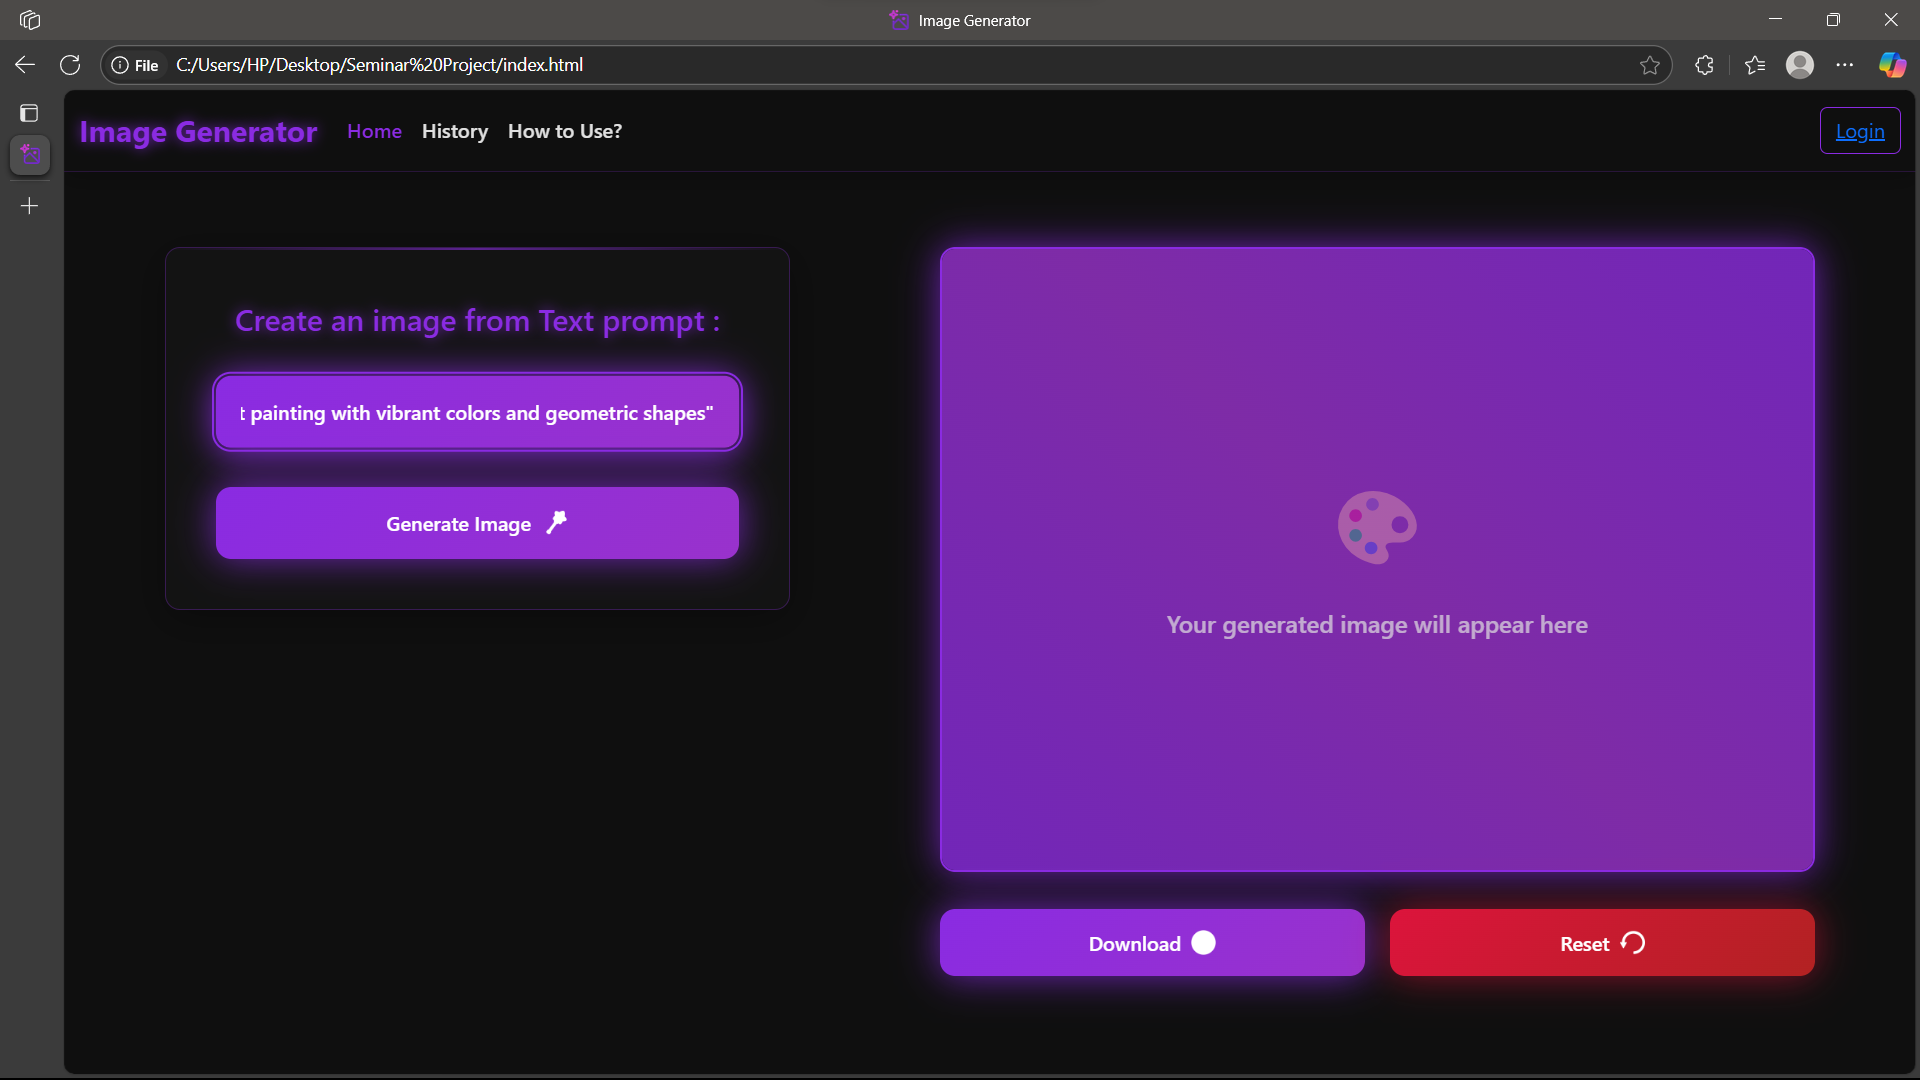 Image Generator
File C:/Users/HP/Desktop/Seminar%20Project/index.html
Image Generator Home History How to Use? Login
Create an image from Text prompt :
t painting with vibrant colors and geometric shapes"
Generate Image
Your generated image will appear here
Download Reset